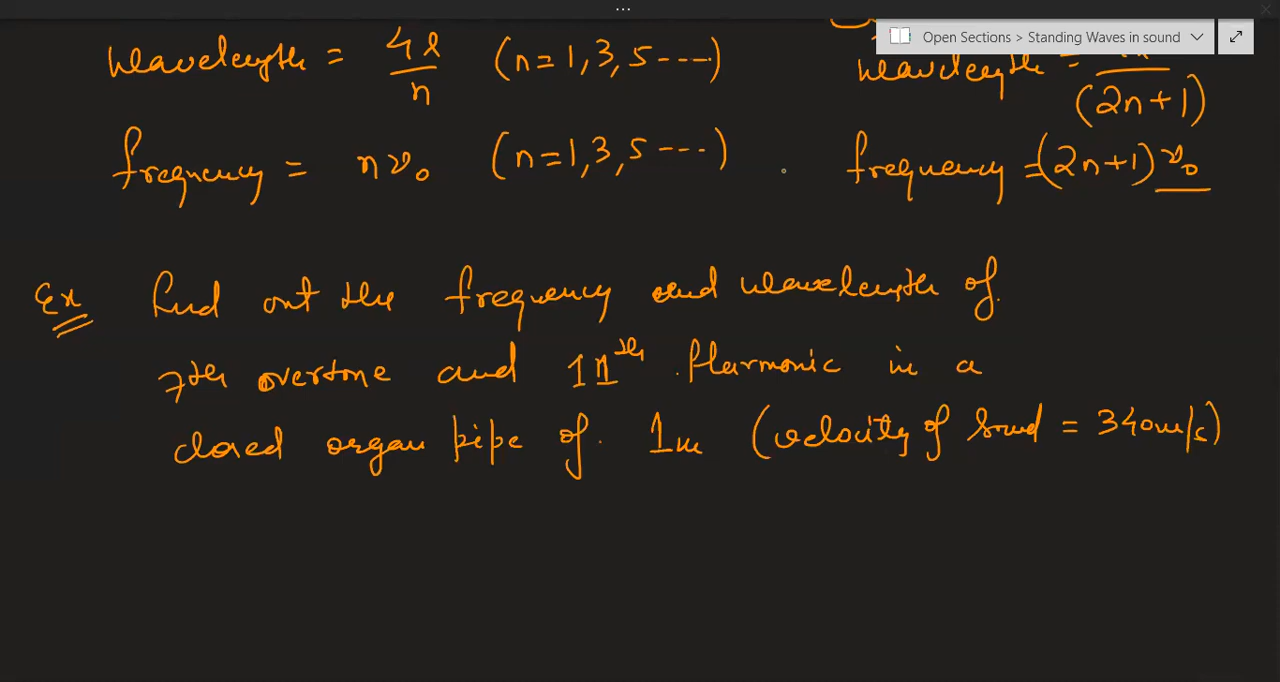 ...
Open Sections > Standing Waves in sound
wavelength = 4l/n (n=1,3,5----)
wavelength = /(2n+1)
frequency = nν₀ (n=1,3,5---)
frequency =(2n+1)ν₀
Ex find out the frequency and wavelength of
7th overtone and 11th Harmonic in a
closed organ pipe of 1m (velocity of sound = 340m/s)